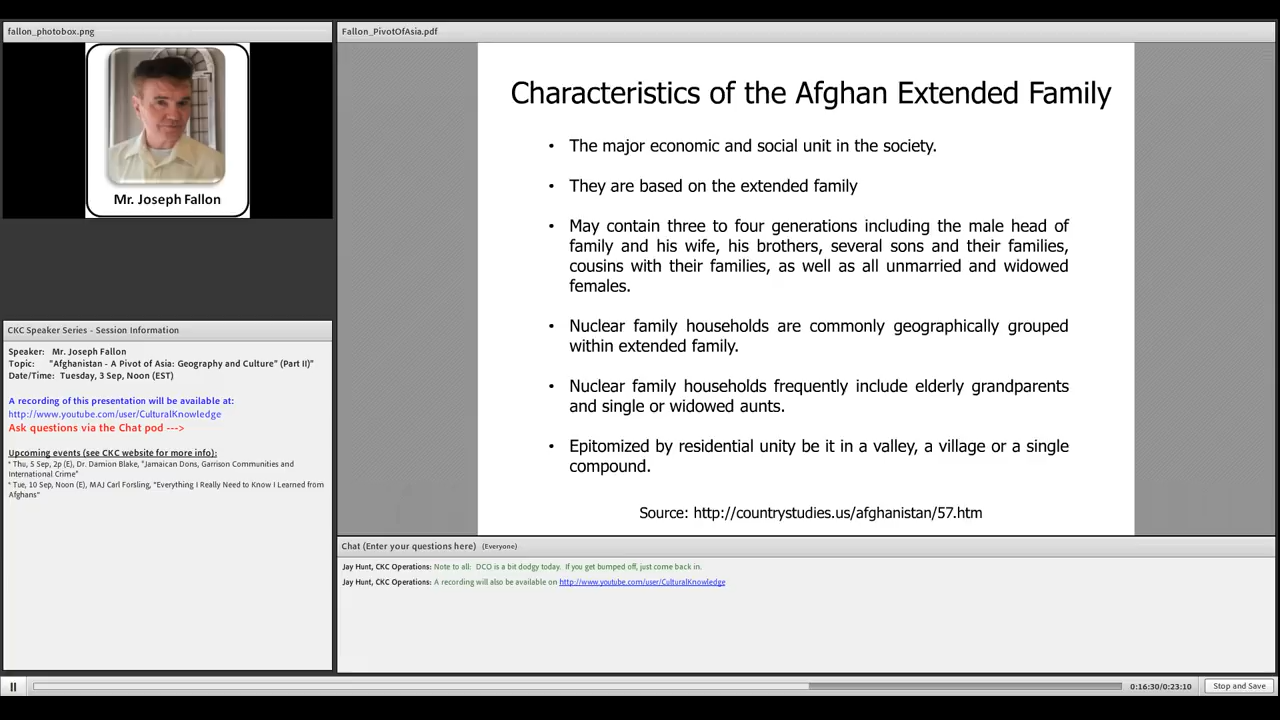 fallon_photobox.png
Mr. Joseph Fallon
CKC Speaker Series - Session Information
Speaker: Mr. Joseph Fallon
Topic: "Afghanistan - A Pivot of Asia: Geography and Culture" (Part II)"
Date/Time: Tuesday, 3 Sep, Noon (EST)
A recording of this presentation will be available at:
http://www.youtube.com/user/CulturalKnowledge
Ask questions via the Chat pod --->
Upcoming events (see CKC website for more info):
* Thu, 5 Sep, 2p (E), Dr. Damion Blake, "Jamaican Dons, Garrison Communities and
International Crime"
* Tue, 10 Sep, Noon (E), MAJ Carl Forsling, "Everything I Really Need to Know I Learned from
Afghans"
Fallon_PivotOfAsia.pdf
Characteristics of the Afghan Extended Family
• The major economic and social unit in the society.
• They are based on the extended family
• May contain three to four generations including the male head of
family and his wife, his brothers, several sons and their families,
cousins with their families, as well as all unmarried and widowed
females.
• Nuclear family households are commonly geographically grouped
within extended family.
• Nuclear family households frequently include elderly grandparents
and single or widowed aunts.
• Epitomized by residential unity be it in a valley, a village or a single
compound.
Source: http://countrystudies.us/afghanistan/57.htm
Chat (Enter your questions here) (Everyone)
Jay Hunt, CKC Operations: Note to all: DCO is a bit dodgy today. If you get bumped off, just come back in.
Jay Hunt, CKC Operations: A recording will also be available on http://www.youtube.com/user/CulturalKnowledge
0:16:30/0:23:10
Stop and Save